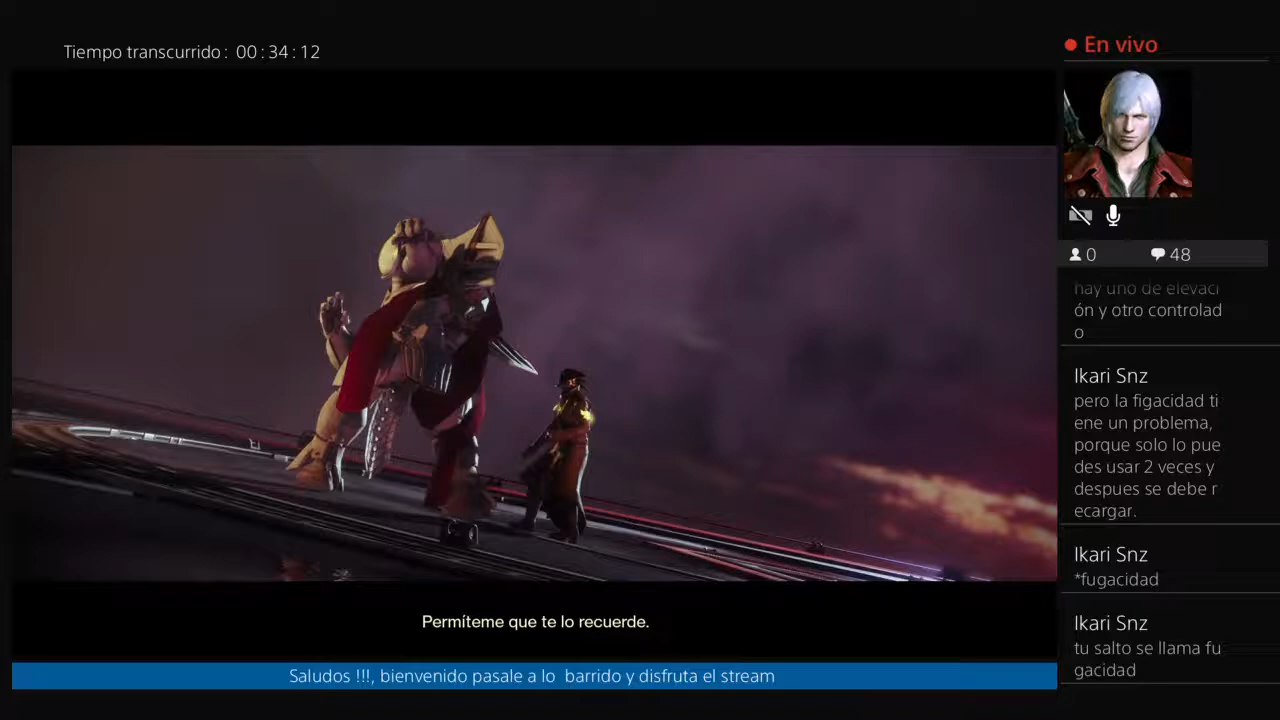 Tiempo transcurrido: 00:34:12
En vivo
0 48
hay uno de elevaci
ón y otro controlad
o
Ikari Snz
pero la figacidad ti
ene un problema,
porque solo lo pue
des usar 2 veces y
despues se debe r
ecargar.
Ikari Snz
*fugacidad
Ikari Snz
tu salto se llama fu
gacidad
Permíteme que te lo recuerde.
Saludos !!!, bienvenido pasale a lo barrido y disfruta el stream